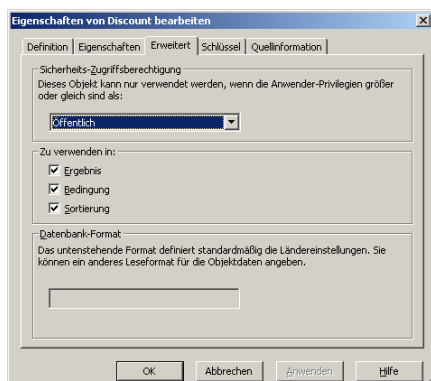 Eigenschaften von Discount bearbeiten
Definition Eigenschaften Erweitert Schlüssel Quellinformation
Sicherheits-Zugriffsberechtigung
Dieses Objekt kann nur verwendet werden, wenn die Anwender-Privilegien größer
oder gleich sind als:
Öffentlich
Zu verwenden in:
Ergebnis
Bedingung
Sortierung
Datenbank-Format
Das untenstehende Format definiert standardmäßig die Ländereinstellungen. Sie
können ein anderes Leseformat für die Objektdaten angeben.
OK Abbrechen Anwenden Hilfe